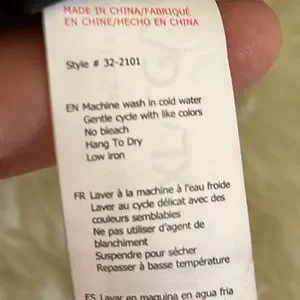 MADE IN CHINA/FABRIQUÉ
EN CHINE/HECHO EN CHINA
Style # 32-2101
EN Machine wash in cold water
Gentle cycle with like colors
No bleach
Hang To Dry
Low iron
FR Laver à la machine à l'eau froide
Laver au cycle délicat avec des
couleurs semblables
Ne pas utiliser d'agent de
blanchiment
Suspendre pour sécher
Repasser à basse température
ES Lavar en maquina en agua fria